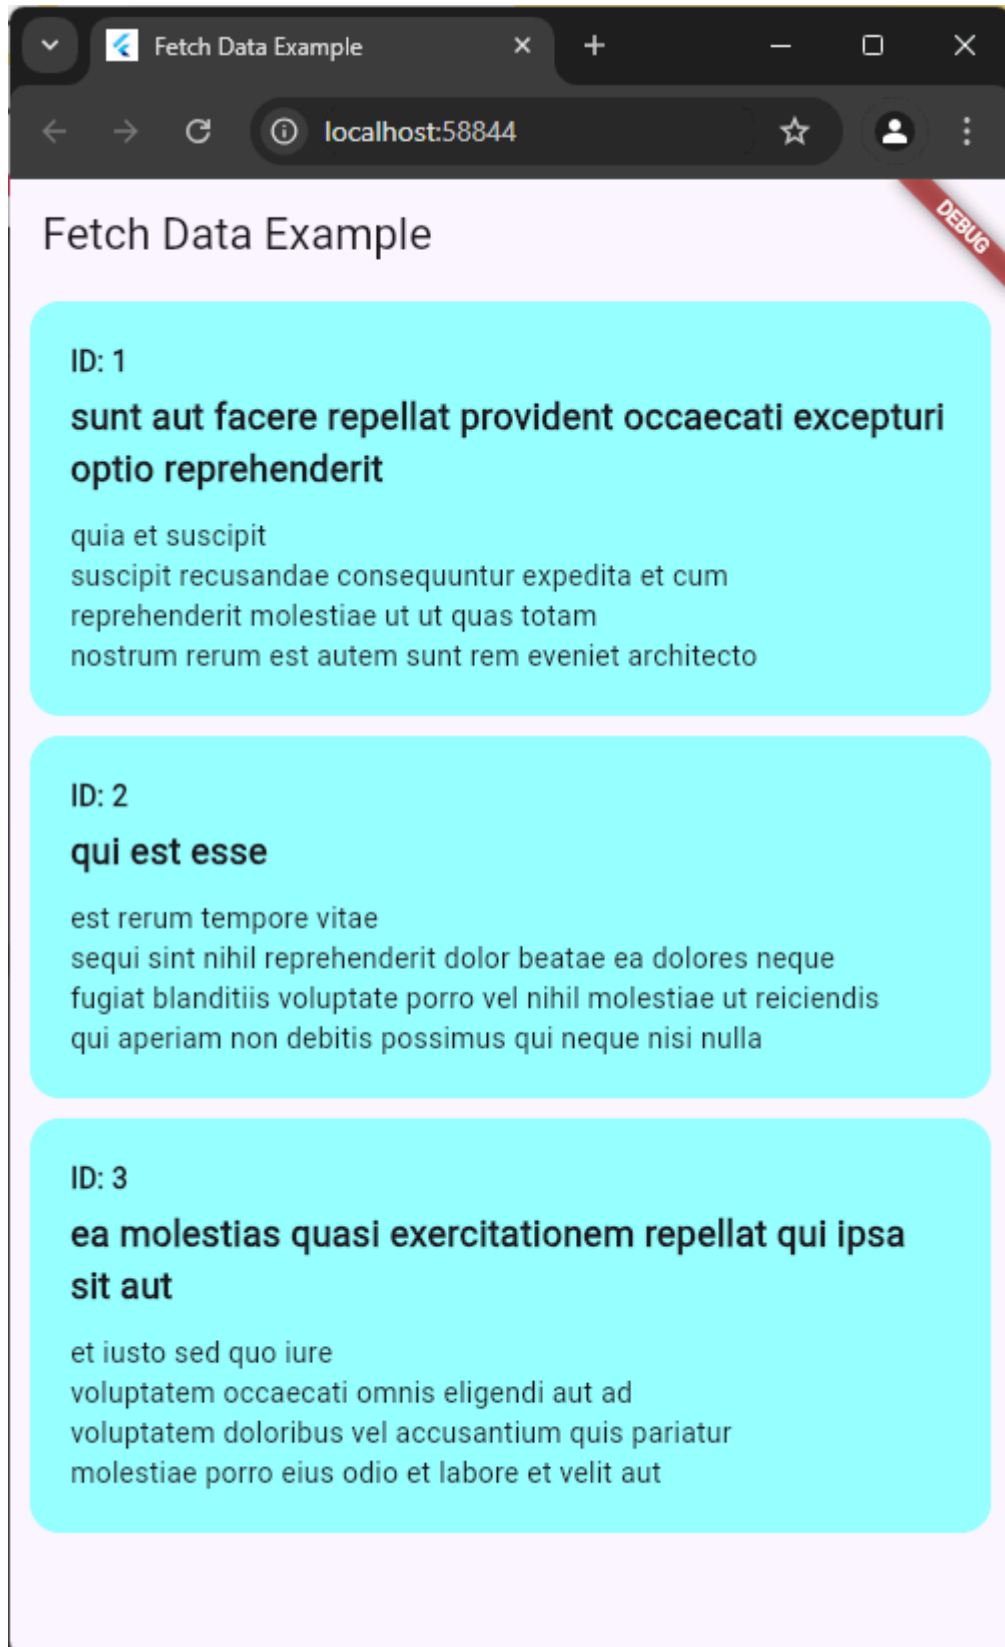 Fetch Data Example
localhost:58844
Fetch Data Example
DEBUG
ID: 1
sunt aut facere repellat provident occaecati excepturi
optio reprehenderit
quia et suscipit
suscipit recusandae consequuntur expedita et cum
reprehenderit molestiae ut ut quas totam
nostrum rerum est autem sunt rem eveniet architecto
ID: 2
qui est esse
est rerum tempore vitae
sequi sint nihil reprehenderit dolor beatae ea dolores neque
fugiat blanditiis voluptate porro vel nihil molestiae ut reiciendis
qui aperiam non debitis possimus qui neque nisi nulla
ID: 3
ea molestias quasi exercitationem repellat qui ipsa
sit aut
et iusto sed quo iure
voluptatem occaecati omnis eligendi aut ad
voluptatem doloribus vel accusantium quis pariatur
molestiae porro eius odio et labore et velit aut